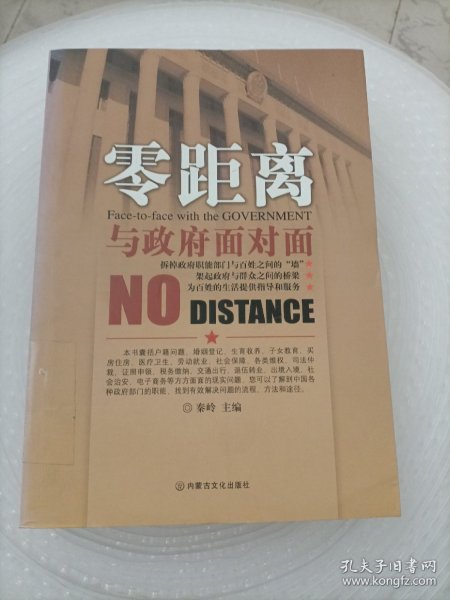 零距离
Face-to-face with the GOVERNMENT
与政府面对面
拆掉政府职能部门与百姓之间的“墙”★
架起政府与群众之间的桥梁 ★
为百姓的生活提供指导和服务 ★
NO DISTANCE
★
本书囊括户籍问题、婚姻登记、生育收养、子女教育、买
房住房、医疗卫生、劳动就业、社会保障、各类维权、司法仲
裁、证照申领、税务缴纳、交通出行、退伍转业、出境入境、社
会治安、电子商务等方方面面的现实问题，您可以了解到中国各
种政府部门的职能，找到有效解决问题的流程、方法和途径。
◎秦岭 主编
内蒙古文化出版社
孔夫子旧书网
www.kongfz.com